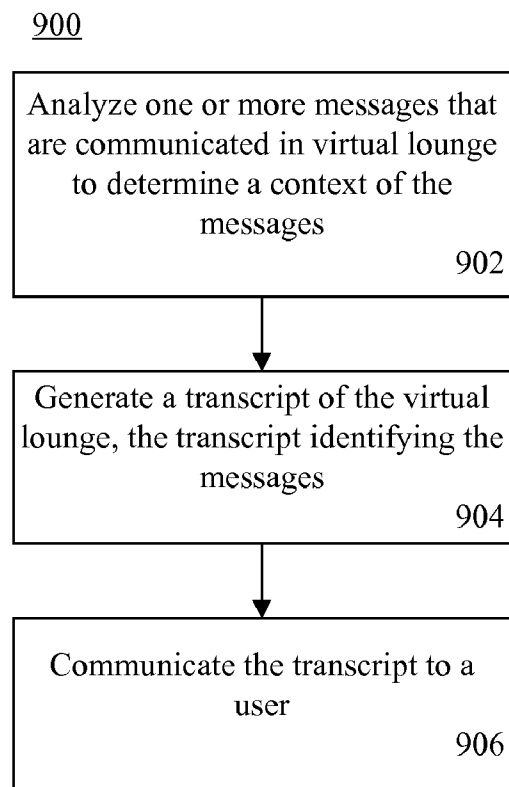 900
Analyze one or more messages that
are communicated in virtual lounge
to determine a context of the
messages
902
Generate a transcript of the virtual
lounge, the transcript identifying the
messages
904
Communicate the transcript to a
user
906